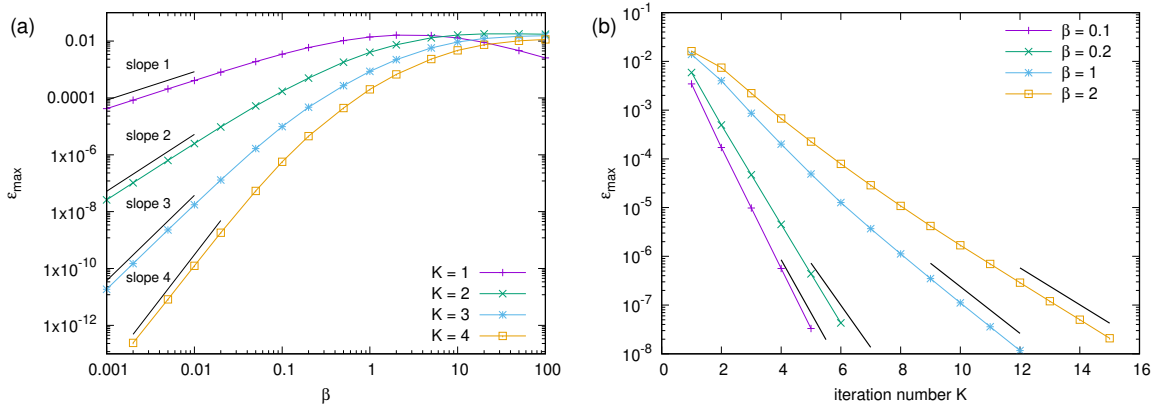 (a)
ε_max
0.01
0.0001
1x10^-6
1x10^-8
1x10^-10
1x10^-12
slope 1
slope 2
slope 3
slope 4
K = 1
K = 2
K = 3
K = 4
0.001 0.01 0.1 1 10 100
β
(b)
ε_max
10^-1
10^-2
10^-3
10^-4
10^-5
10^-6
10^-7
10^-8
β = 0.1
β = 0.2
β = 1
β = 2
0 2 4 6 8 10 12 14 16
iteration number K